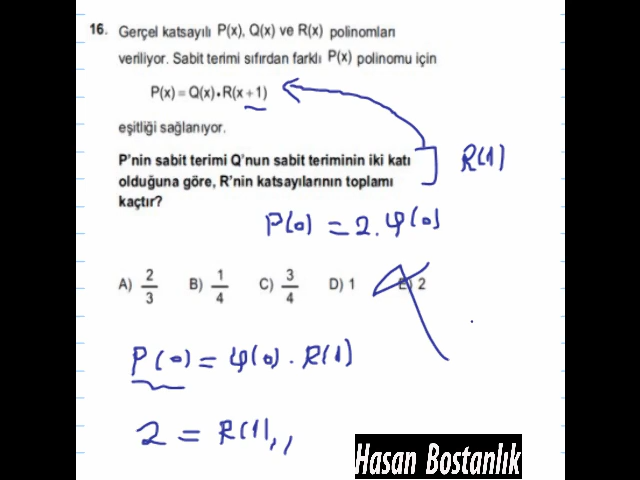 16. Gerçel katsayılı P(x), Q(x) ve R(x) polinomları
veriliyor. Sabit terimi sıfırdan farklı P(x) polinomu için
P(x) = Q(x)•R(x+1)
eşitliği sağlanıyor.
P'nin sabit terimi Q'nun sabit teriminin iki katı
olduğuna göre, R'nin katsayılarının toplamı
kaçtır?
R(1)
P(0) = 2.φ(0)
A) 2/3 B) 1/4 C) 3/4 D) 1 E) 2
P(0) = φ(0) . R(1)
2 = R(1),,
Hasan Bostanlık